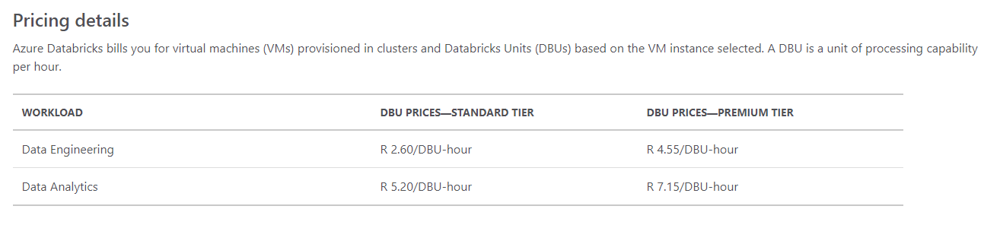 Pricing details
Azure Databricks bills you for virtual machines (VMs) provisioned in clusters and Databricks Units (DBUs) based on the VM instance selected. A DBU is a unit of processing capability
per hour.
WORKLOAD DBU PRICES—STANDARD TIER DBU PRICES—PREMIUM TIER
Data Engineering R 2.60/DBU-hour R 4.55/DBU-hour
Data Analytics R 5.20/DBU-hour R 7.15/DBU-hour